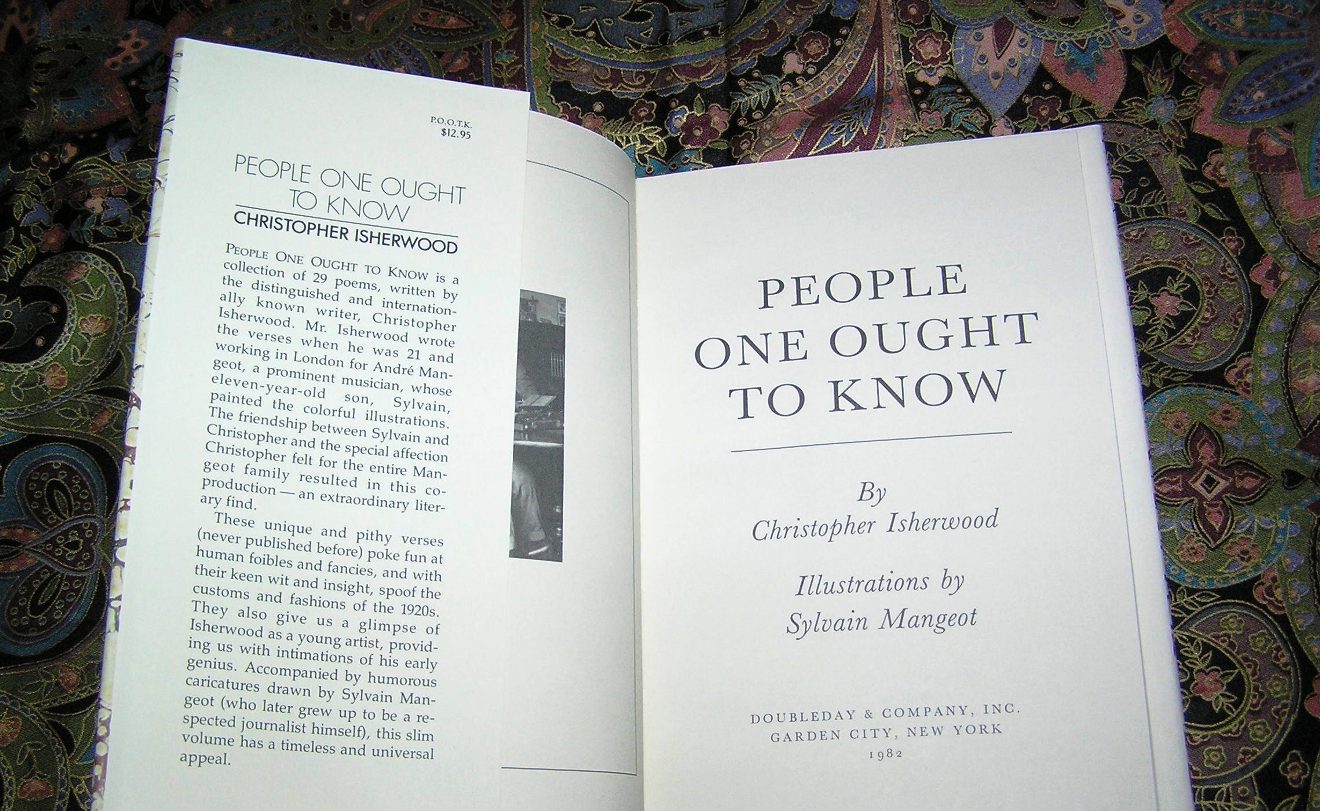 P.O.O.T.K.
$12.95
PEOPLE ONE OUGHT
TO KNOW
CHRISTOPHER ISHERWOOD
PEOPLE ONE OUGHT TO KNOW is a
collection of 29 poems, written by
the distinguished and internation-
ally known writer, Christopher
Isherwood. Mr. Isherwood wrote
the verses when he was 21 and
working in London for André Man-
geot, a prominent musician, whose
eleven-year-old son, Sylvain,
painted the colorful illustrations.
The friendship between Sylvain and
Christopher and the special affection
Christopher felt for the entire Man-
geot family resulted in this co-
production — an extraordinary liter-
ary find.
These unique and pithy verses
(never published before) poke fun at
human foibles and fancies, and with
their keen wit and insight, spoof the
customs and fashions of the 1920s.
They also give us a glimpse of
Isherwood as a young artist, provid-
ing us with intimations of his early
genius. Accompanied by humorous
caricatures drawn by Sylvain Man-
geot (who later grew up to be a re-
spected journalist himself), this slim
volume has a timeless and universal
appeal.
PEOPLE
ONE OUGHT
TO KNOW
By
Christopher Isherwood
Illustrations by
Sylvain Mangeot
DOUBLEDAY & COMPANY, INC.
GARDEN CITY, NEW YORK
1982